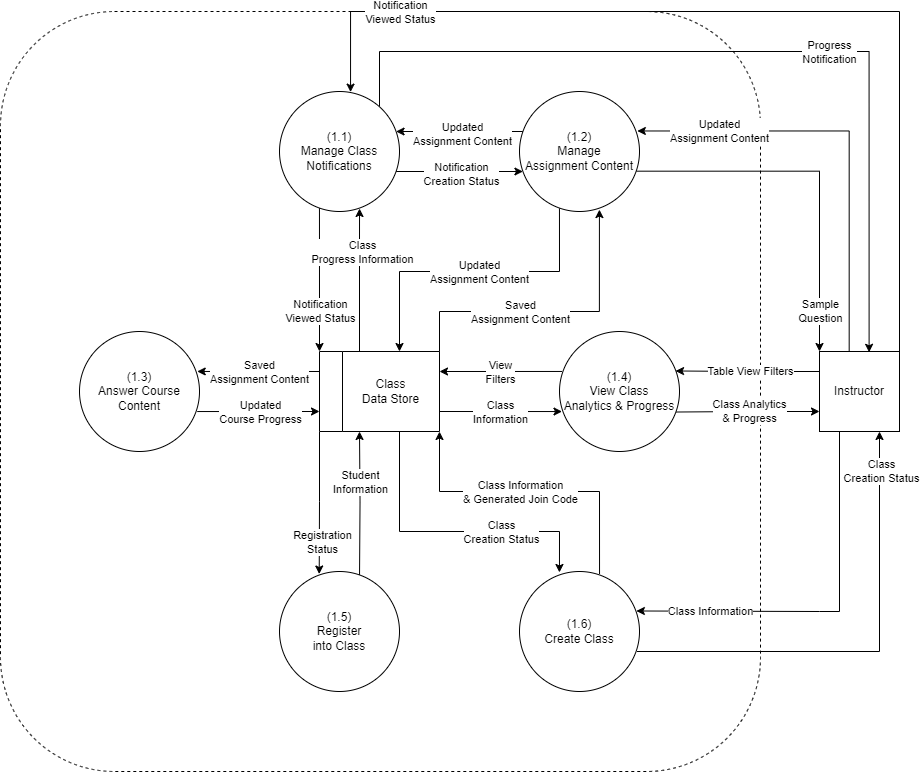 Notification
Viewed Status
Progress
Notification
(1.1)
Manage Class
Notifications
Updated
Assignment Content
Notification
Creation Status
(1.2)
Manage
Assignment Content
Updated
Assignment Content
Class
Progress Information
Updated
Assignment Content
Notification
Viewed Status
Saved
Assignment Content
Sample
Question
(1.3)
Answer Course
Content
Saved
Assignment Content
Updated
Course Progress
Class
Data Store
View
Filters
Class
Information
(1.4)
View Class
Analytics & Progress
Table View Filters
Class Analytics
& Progress
Instructor
Student
Information
Class Information
& Generated Join Code
Class
Creation Status
Registration
Status
Class
Creation Status
(1.5)
Register
into Class
(1.6)
Create Class
Class Information